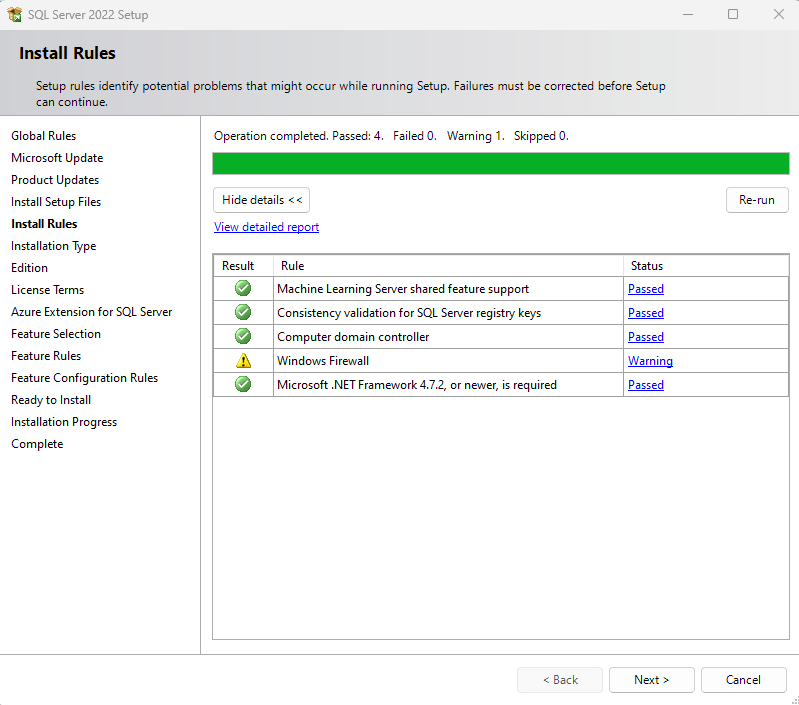 SQL Server 2022 Setup
Install Rules
Setup rules identify potential problems that might occur while running Setup. Failures must be corrected before Setup
can continue.
Global Rules
Microsoft Update
Product Updates
Install Setup Files
Install Rules
Installation Type
Edition
License Terms
Azure Extension for SQL Server
Feature Selection
Feature Rules
Feature Configuration Rules
Ready to Install
Installation Progress
Complete
Operation completed. Passed: 4. Failed 0. Warning 1. Skipped 0.
Hide details << Re-run
View detailed report
Result Rule Status
Machine Learning Server shared feature support Passed
Consistency validation for SQL Server registry keys Passed
Computer domain controller Passed
Windows Firewall Warning
Microsoft .NET Framework 4.7.2, or newer, is required Passed
< Back Next > Cancel